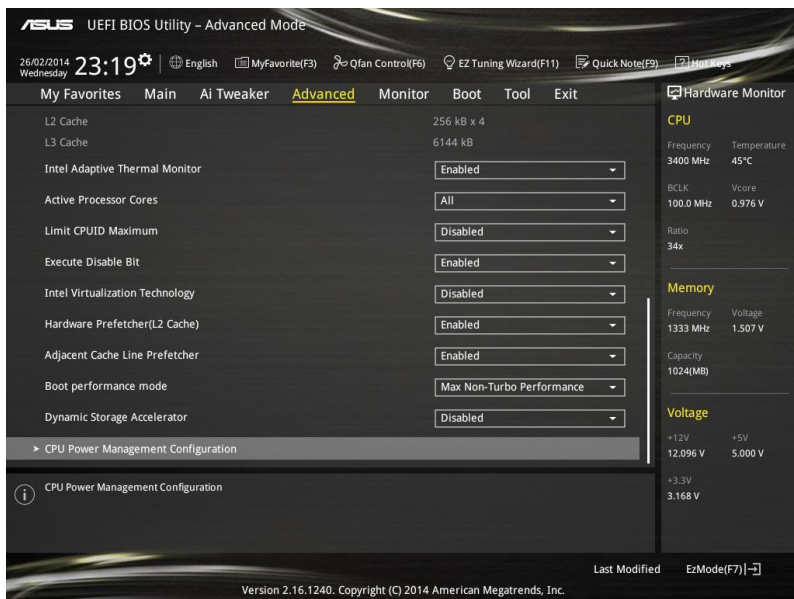 ASUS UEFI BIOS Utility – Advanced Mode
26/02/2014
Wednesday
23:19
English
MyFavorite(F3)
Qfan Control(F6)
EZ Tuning Wizard(F11)
Quick Note(F9)
? Hot Keys
My Favorites Main Ai Tweaker Advanced Monitor Boot Tool Exit
L2 Cache 256 kB x 4
L3 Cache 6144 kB
Intel Adaptive Thermal Monitor Enabled
Active Processor Cores All
Limit CPUID Maximum Disabled
Execute Disable Bit Enabled
Intel Virtualization Technology Disabled
Hardware Prefetcher(L2 Cache) Enabled
Adjacent Cache Line Prefetcher Enabled
Boot performance mode Max Non-Turbo Performance
Dynamic Storage Accelerator Disabled
> CPU Power Management Configuration
i CPU Power Management Configuration
Hardware Monitor
CPU
Frequency Temperature
3400 MHz 45°C
BCLK Vcore
100.0 MHz 0.976 V
Ratio
34x
Memory
Frequency Voltage
1333 MHz 1.507 V
Capacity
1024(MB)
Voltage
+12V +5V
12.096 V 5.000 V
+3.3V
3.168 V
Last Modified EzMode(F7)
Version 2.16.1240. Copyright (C) 2014 American Megatrends, Inc.